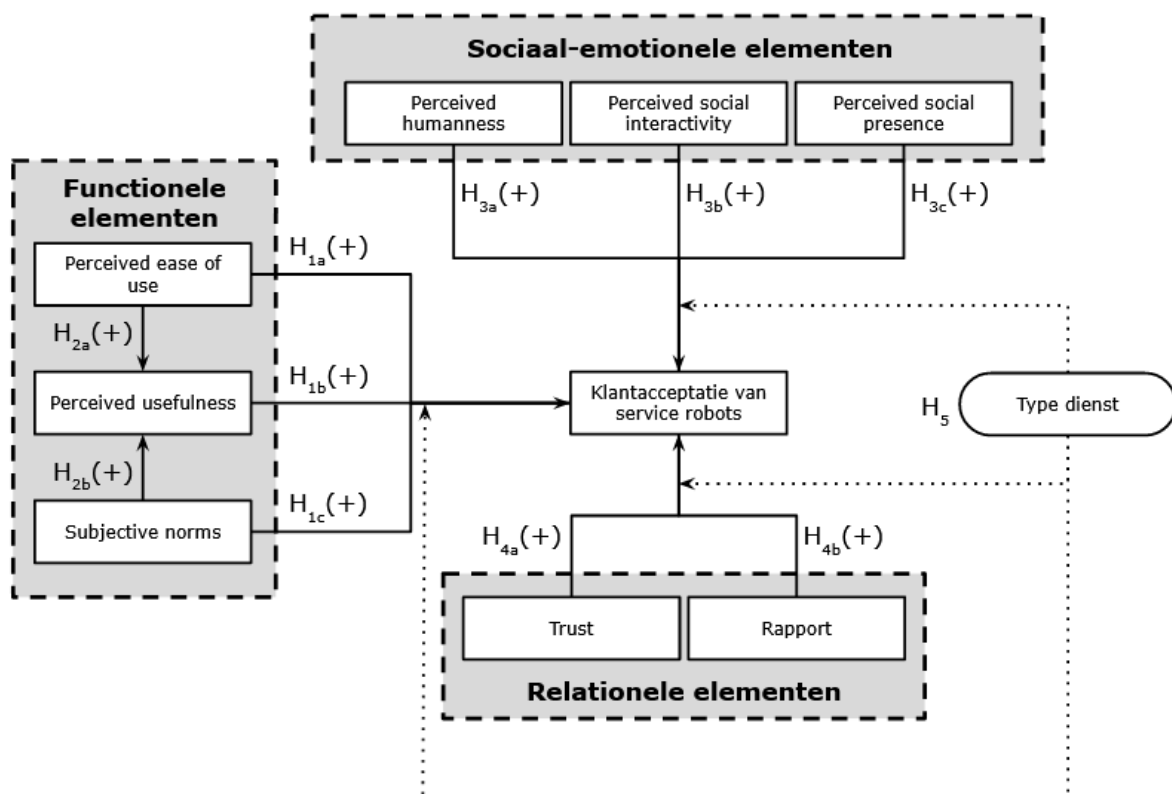 Sociaal-emotionele elementen
Perceived
humanness
Perceived social
interactivity
Perceived social
presence
H3a(+)
H3b(+)
H3c(+)
Functionele
elementen
Perceived ease of
use
H1a(+)
H2a(+)
Perceived usefulness
H1b(+)
H2b(+)
Subjective norms
H1c(+)
Klantacceptatie van
service robots
H5
Type dienst
H4a(+)
H4b(+)
Trust
Rapport
Relationele elementen